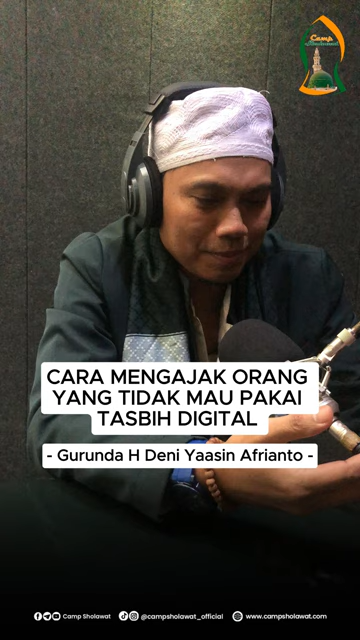 Camp
CARA MENGAJAK ORANG
YANG TIDAK MAU PAKAI
TASBIH DIGITAL
- Gurunda H Deni Yaasin Afrianto -
Camp Sholawat
@campsholawat_official
www.campsholawat.com